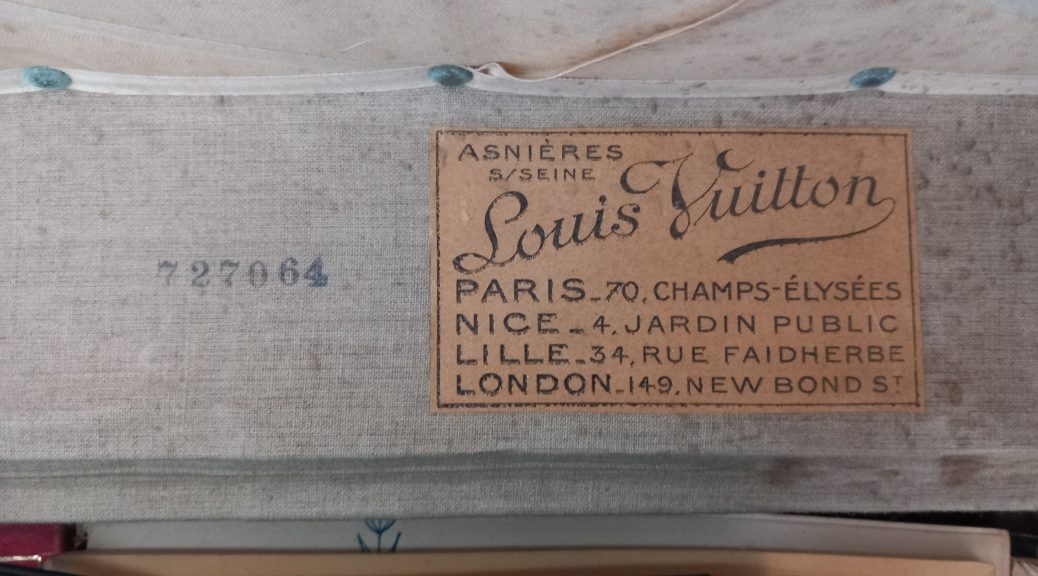 727064
ASNIÈRES
S/SEINE
Louis Vuitton
PARIS_70, CHAMPS-ÉLYSÉES
NICE_4, JARDIN PUBLIC
LILLE_34, RUE FAIDHERBE
LONDON_149, NEW BOND ST